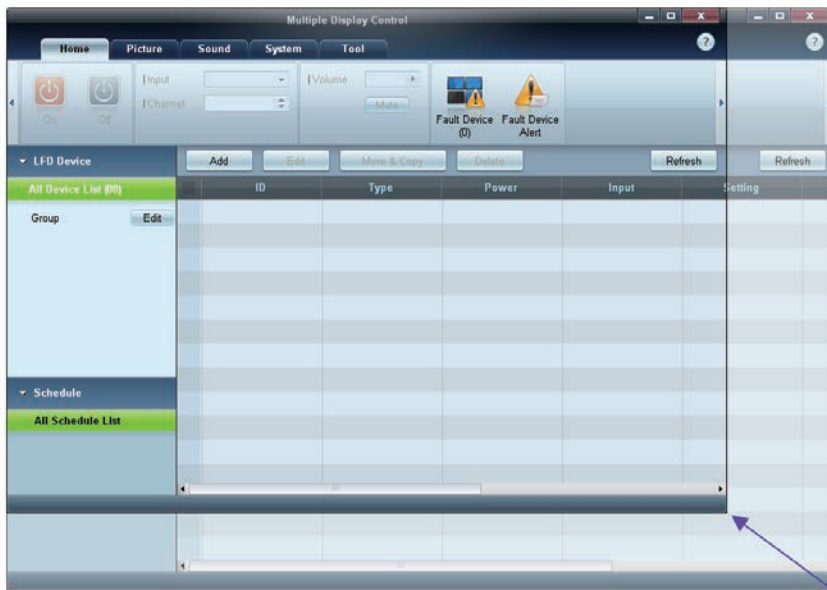 Multiple Display Control
Home Picture Sound System Tool
?
?
Input
Volume
On Off
Channel
Mute
Fault Device (0)
Fault Device Alert
LFD Device
Add Edit Move & Copy Delete Refresh Refresh
All Device List (00)
ID Type Power Input Setting
Group Edit
Schedule
All Schedule List